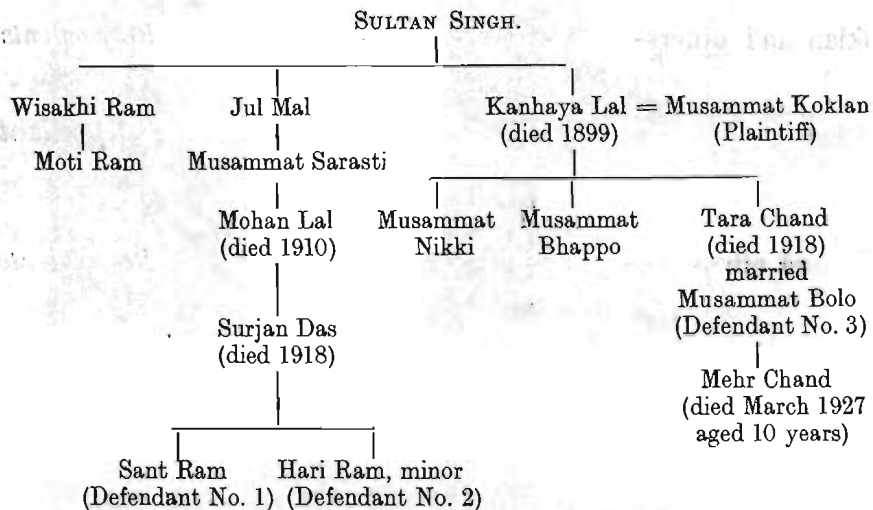 SULTAN SINGH.
Wisakhi Ram Jul Mal Kanhaya Lal = Musammat Koklan
(died 1899) (Plaintiff)
Moti Ram Musammat Sarasti
Mohan Lal Musammat Musammat Tara Chand
(died 1910) Nikki Bhappo (died 1918)
married
Musammat Bolo
Surjan Das (Defendant No. 3)
(died 1918)
Mehr Chand
(died March 1927
aged 10 years)
Sant Ram Hari Ram, minor
(Defendant No. 1) (Defendant No. 2)